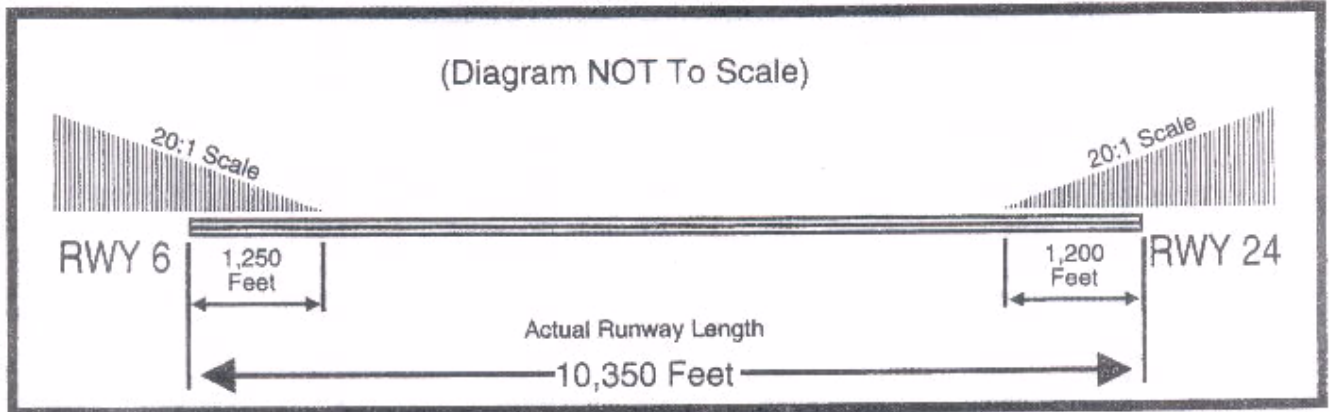 (Diagram NOT To Scale)
20:1 Scale
20:1 Scale
RWY 6
1,250
Feet
1,200
Feet
RWY 24
Actual Runway Length
10,350 Feet